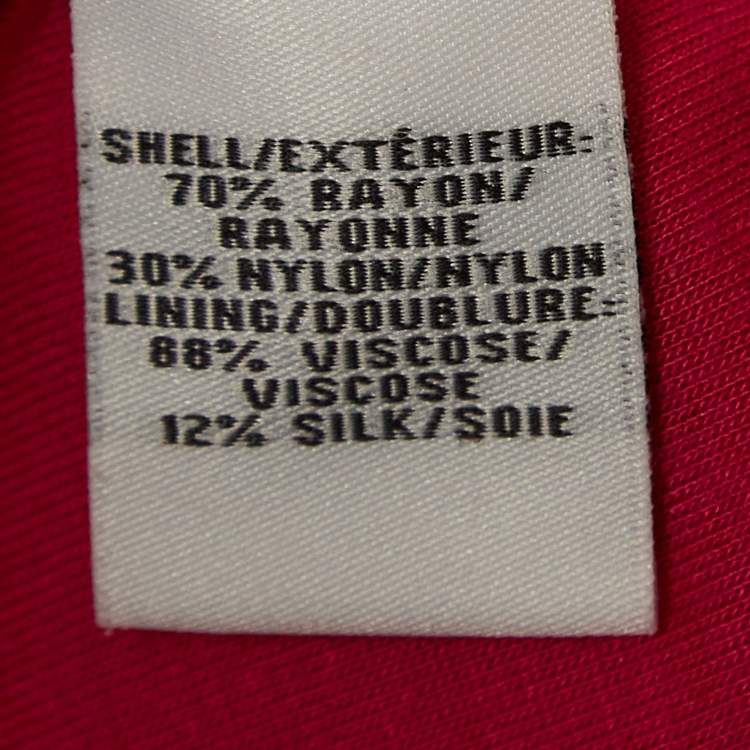 SHELL/EXTÉRIEUR:
70% RAYON/
RAYONNE
30% NYLON/NYLON
LINING/DOUBLURE:
88% VISCOSE/
VISCOSE
12% SILK/SOIE